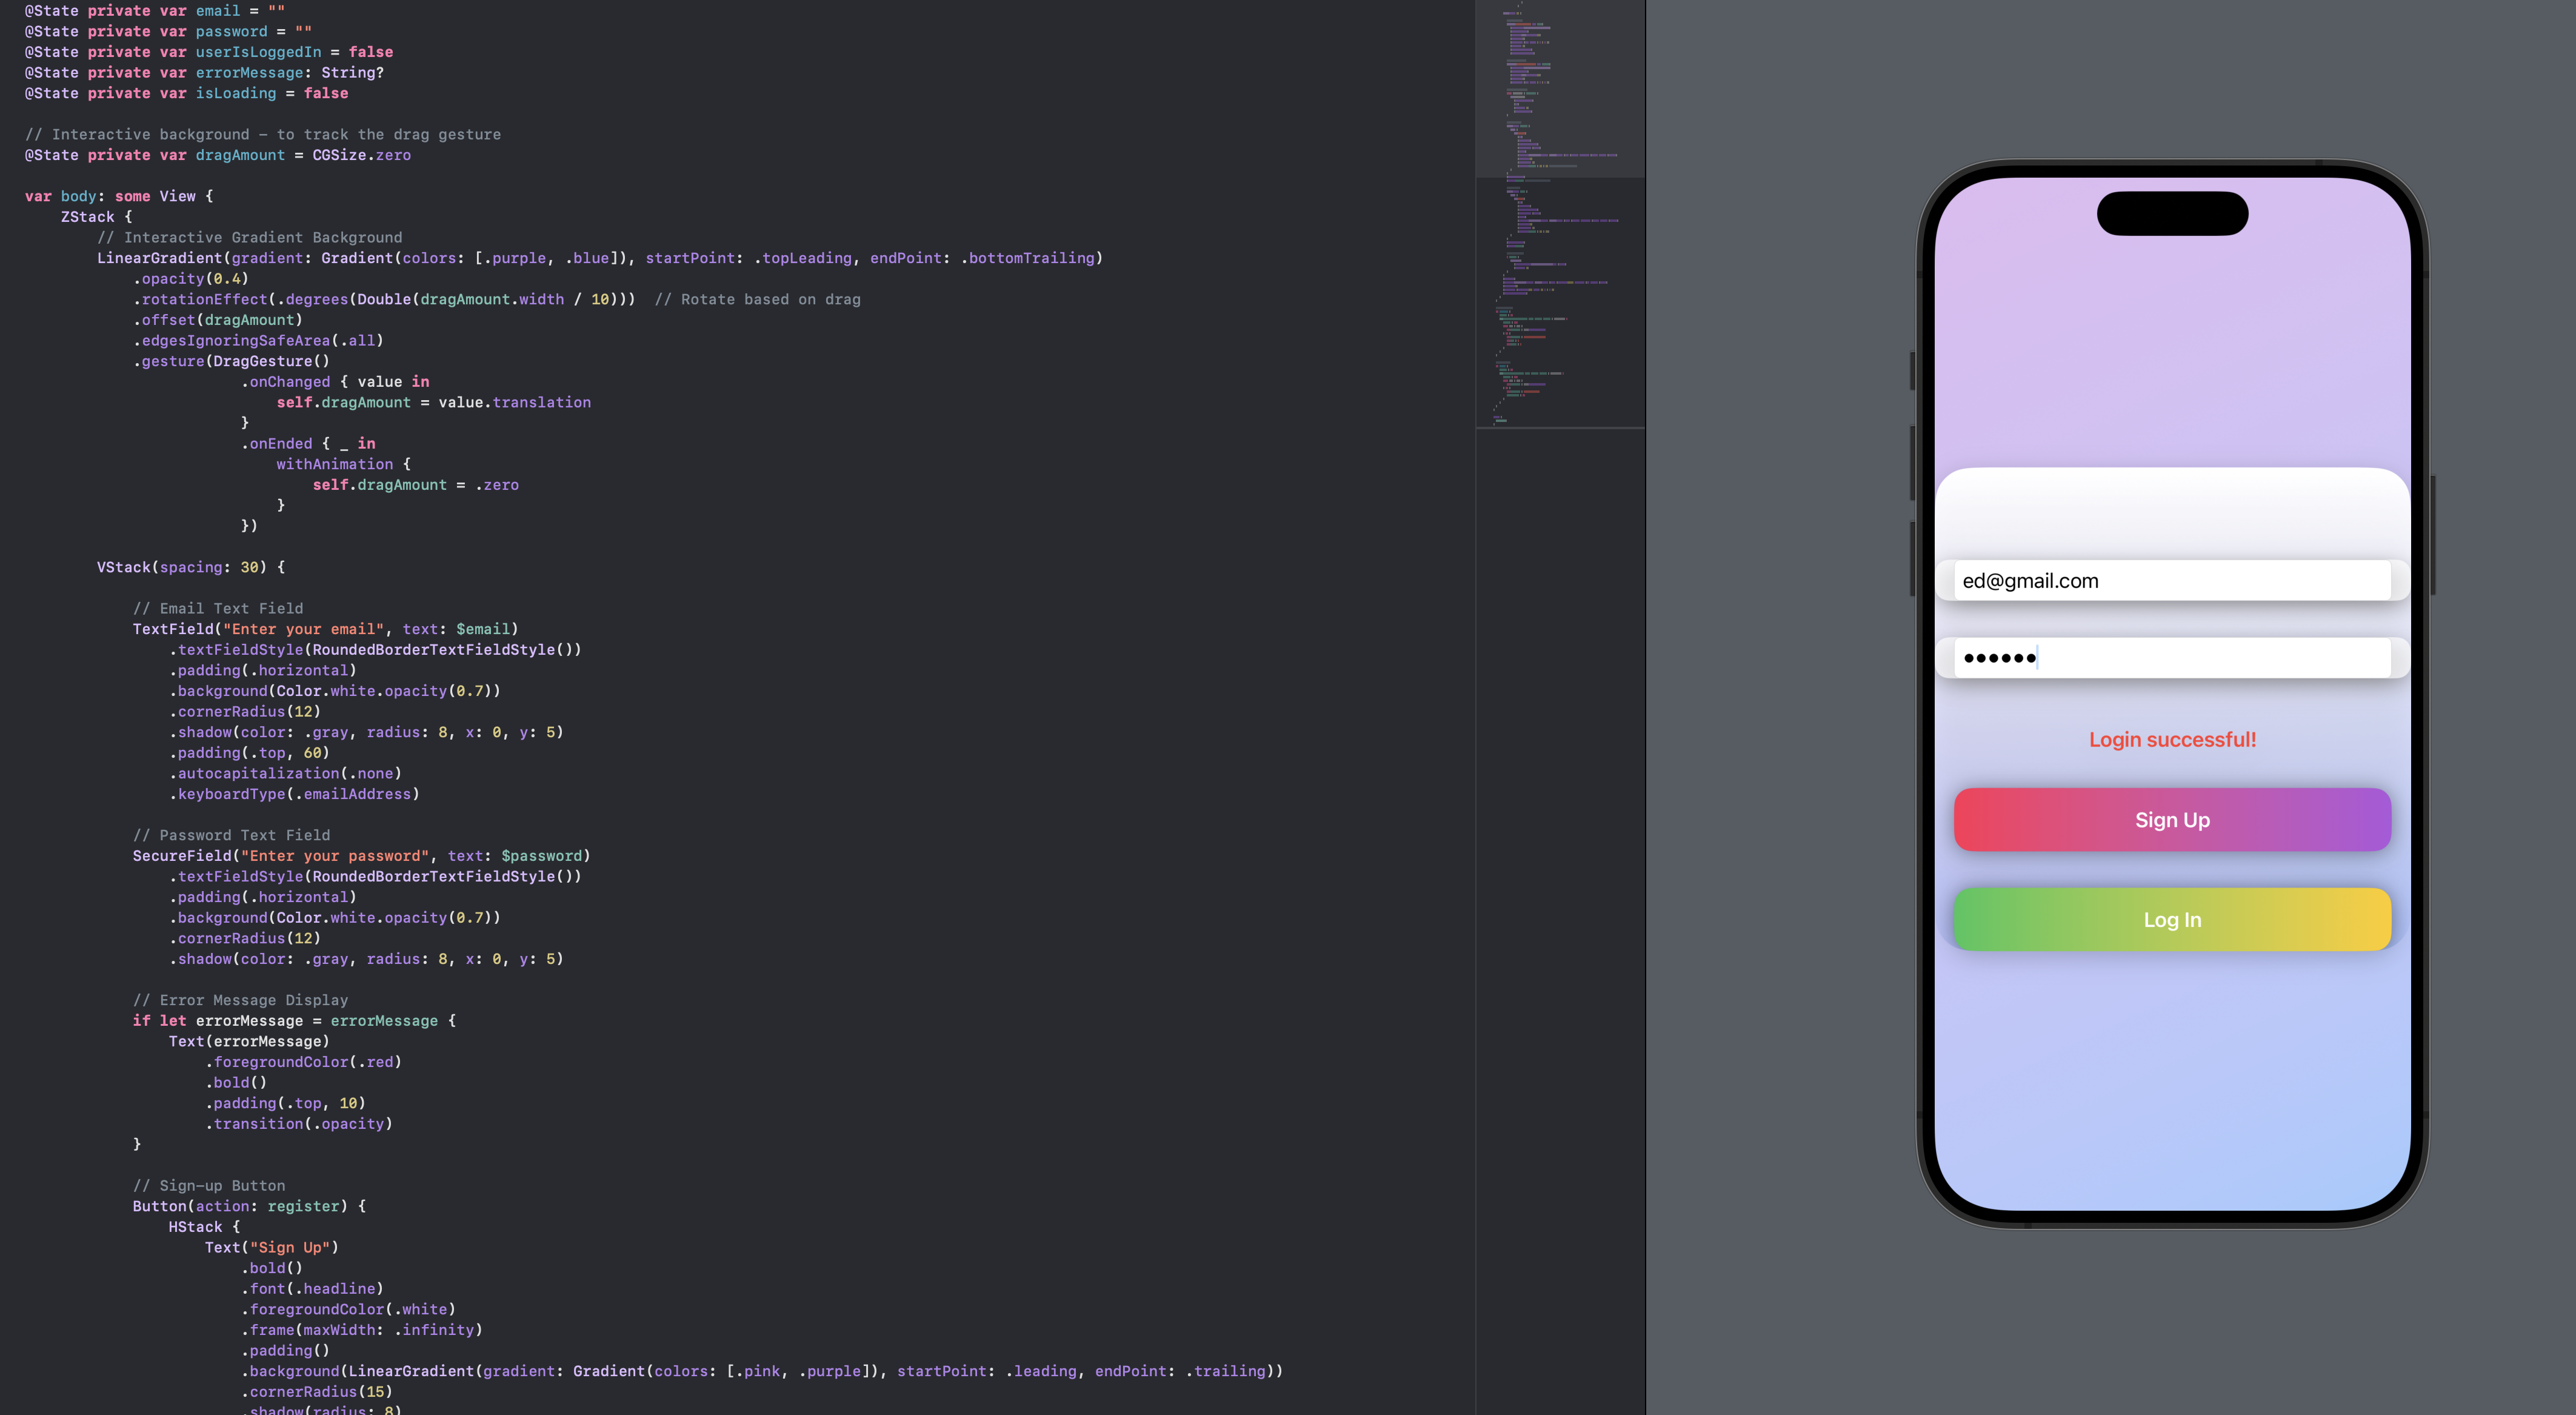 @State private var email = ""
@State private var password = ""
@State private var userIsLoggedIn = false
@State private var errorMessage: String?
@State private var isLoading = false
// Interactive background – to track the drag gesture
@State private var dragAmount = CGSize.zero
var body: some View {
ZStack {
// Interactive Gradient Background
LinearGradient(gradient: Gradient(colors: [.purple, .blue]), startPoint: .topLeading, endPoint: .bottomTrailing)
.opacity(0.4)
.rotationEffect(.degrees(Double(dragAmount.width / 10)))  // Rotate based on drag
.offset(dragAmount)
.edgesIgnoringSafeArea(.all)
.gesture(DragGesture()
.onChanged { value in
self.dragAmount = value.translation
}
.onEnded { _ in
withAnimation {
self.dragAmount = .zero
}
})
VStack(spacing: 30) {
// Email Text Field
TextField("Enter your email", text: $email)
.textFieldStyle(RoundedBorderTextFieldStyle())
.padding(.horizontal)
.background(Color.white.opacity(0.7))
.cornerRadius(12)
.shadow(color: .gray, radius: 8, x: 0, y: 5)
.padding(.top, 60)
.autocapitalization(.none)
.keyboardType(.emailAddress)
// Password Text Field
SecureField("Enter your password", text: $password)
.textFieldStyle(RoundedBorderTextFieldStyle())
.padding(.horizontal)
.background(Color.white.opacity(0.7))
.cornerRadius(12)
.shadow(color: .gray, radius: 8, x: 0, y: 5)
// Error Message Display
if let errorMessage = errorMessage {
Text(errorMessage)
.foregroundColor(.red)
.bold()
.padding(.top, 10)
.transition(.opacity)
}
// Sign-up Button
Button(action: register) {
HStack {
Text("Sign Up")
.bold()
.font(.headline)
.foregroundColor(.white)
.frame(maxWidth: .infinity)
.padding()
.background(LinearGradient(gradient: Gradient(colors: [.pink, .purple]), startPoint: .leading, endPoint: .trailing))
.cornerRadius(15)
.shadow(radius: 8)
ed@gmail.com
●●●●●●
Login successful!
Sign Up
Log In